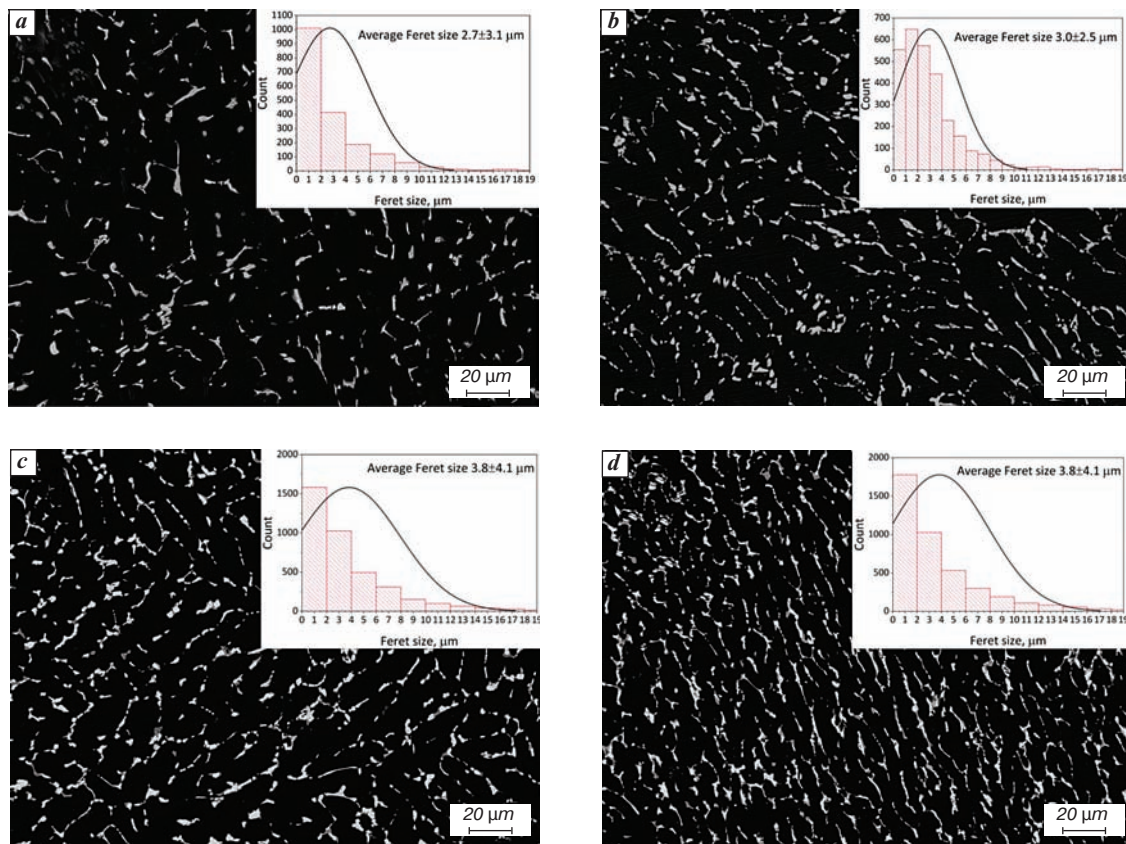 a
Average Feret size 2.7±3.1 μm
1100
1000
900
800
700
600
500
400
300
200
100
0
Count
0 1 2 3 4 5 6 7 8 9 10 11 12 13 14 15 16 17 18 19
Feret size, μm
20 μm
b
Average Feret size 3.0±2.5 μm
700
600
500
400
300
200
100
0
Count
0 1 2 3 4 5 6 7 8 9 10 11 12 13 14 15 16 17 18 19
Feret size, μm
20 μm
c
Average Feret size 3.8±4.1 μm
2000
1500
1000
500
0
Count
0 1 2 3 4 5 6 7 8 9 10 11 12 13 14 15 16 17 18 19
Feret size, μm
20 μm
d
Average Feret size 3.8±4.1 μm
2000
1500
1000
500
0
Count
0 1 2 3 4 5 6 7 8 9 10 11 12 13 14 15 16 17 18 19
Feret size, μm
20 μm